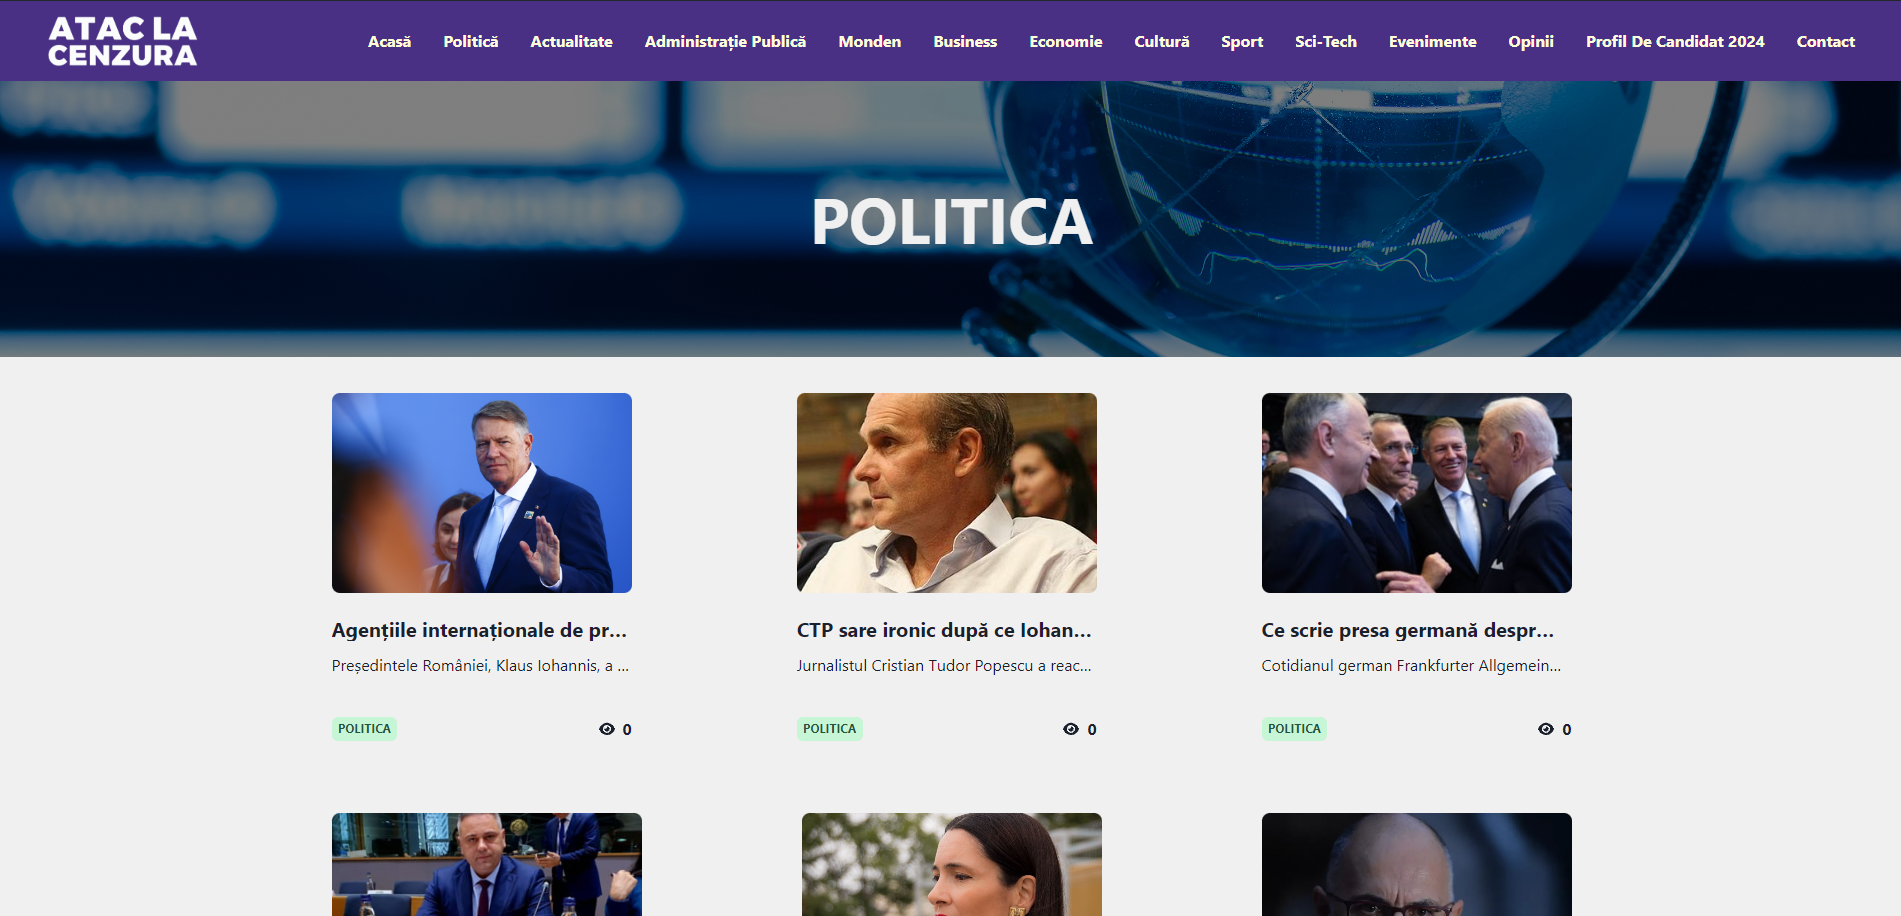 ATAC LA
CENZURA
Acasă Politică Actualitate Administrație Publică Monden Business Economie Cultură Sport Sci-Tech Evenimente Opinii Profil De Candidat 2024 Contact
POLITICA
Agențiile internaționale de pr...
Președintele României, Klaus Iohannis, a ...
POLITICA 0
CTP sare ironic după ce Iohan...
Jurnalistul Cristian Tudor Popescu a reac...
POLITICA 0
Ce scrie presa germană despr...
Cotidianul german Frankfurter Allgemein...
POLITICA 0